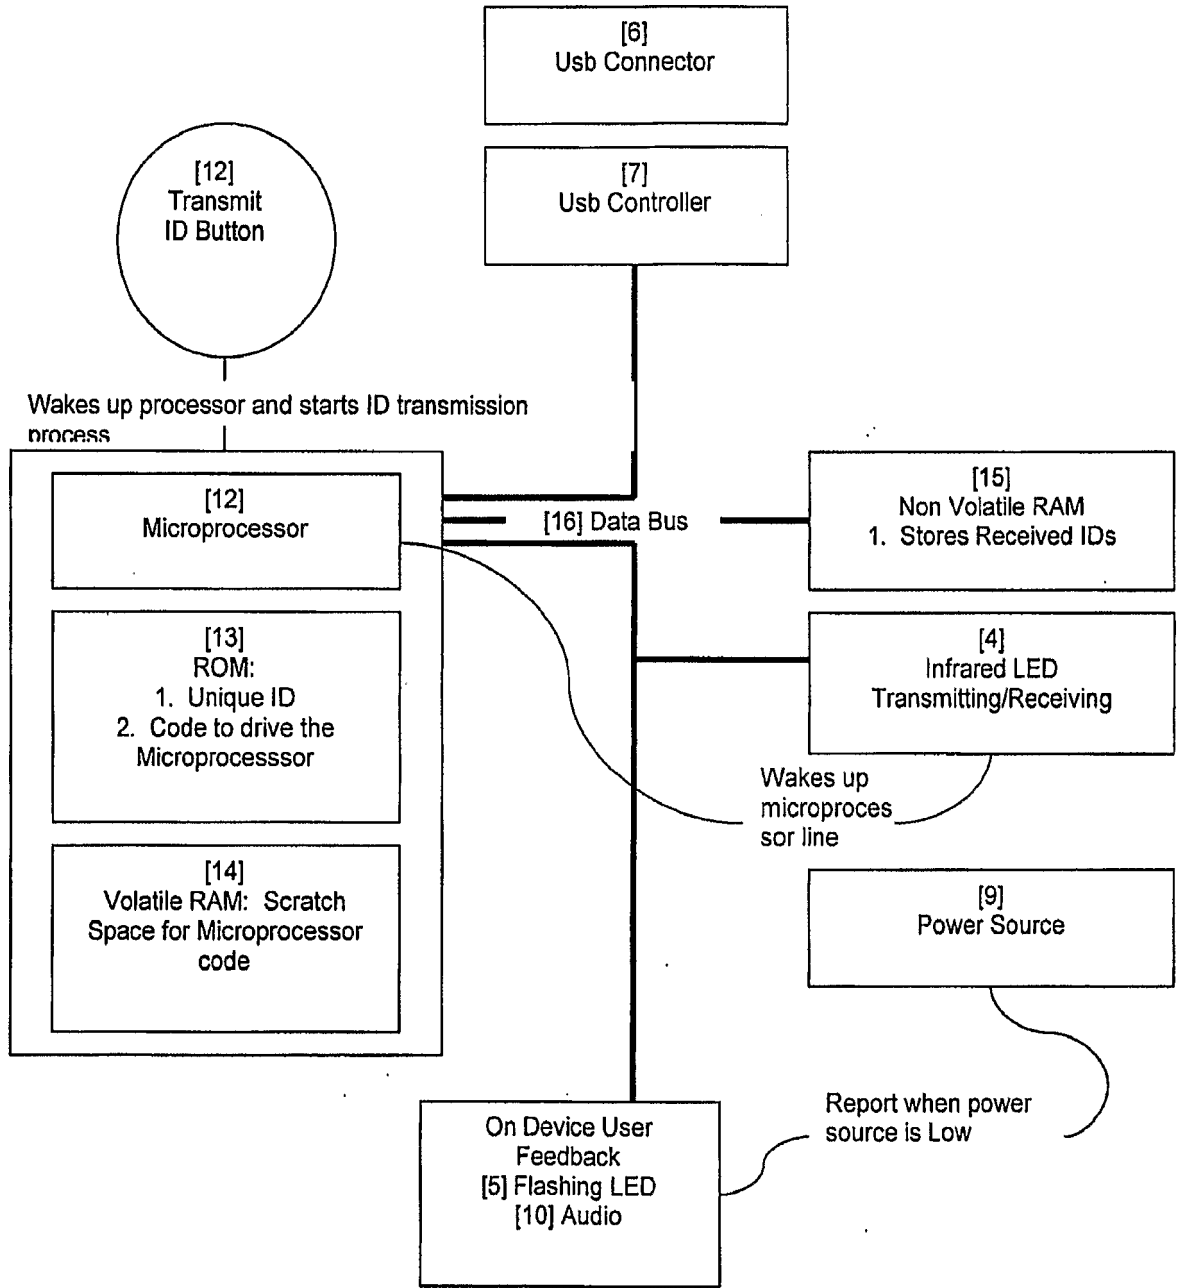 [6]
Usb Connector
[7]
Usb Controller
[12]
Transmit
ID Button
Wakes up processor and starts ID transmission
process
[12]
Microprocessor
[13]
ROM:
1. Unique ID
2. Code to drive the
Microprocesssor
[14]
Volatile RAM: Scratch
Space for Microprocessor
code
[16] Data Bus
[15]
Non Volatile RAM
1. Stores Received IDs
[4]
Infrared LED
Transmitting/Receiving
Wakes up
microproces
sor line
[9]
Power Source
Report when power
source is Low
On Device User
Feedback
[5] Flashing LED
[10] Audio